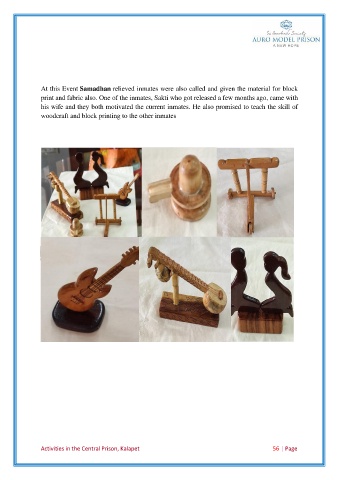 Sri Aurobindo Society
AURO MODEL PRISON
A NEW HOPE
At this Event Samadhan relieved inmates were also called and given the material for block
print and fabric also. One of the inmates, Sakti who got released a few months ago, came with
his wife and they both motivated the current inmates. He also promised to teach the skill of
woodcraft and block printing to the other inmates
Activities in the Central Prison, Kalapet
56 | Page